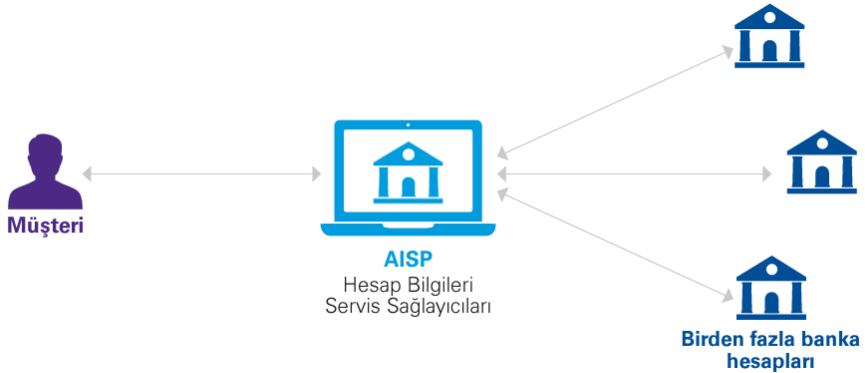 Müşteri
AISP
Hesap Bilgileri
Servis Sağlayıcıları
Birden fazla banka
hesapları